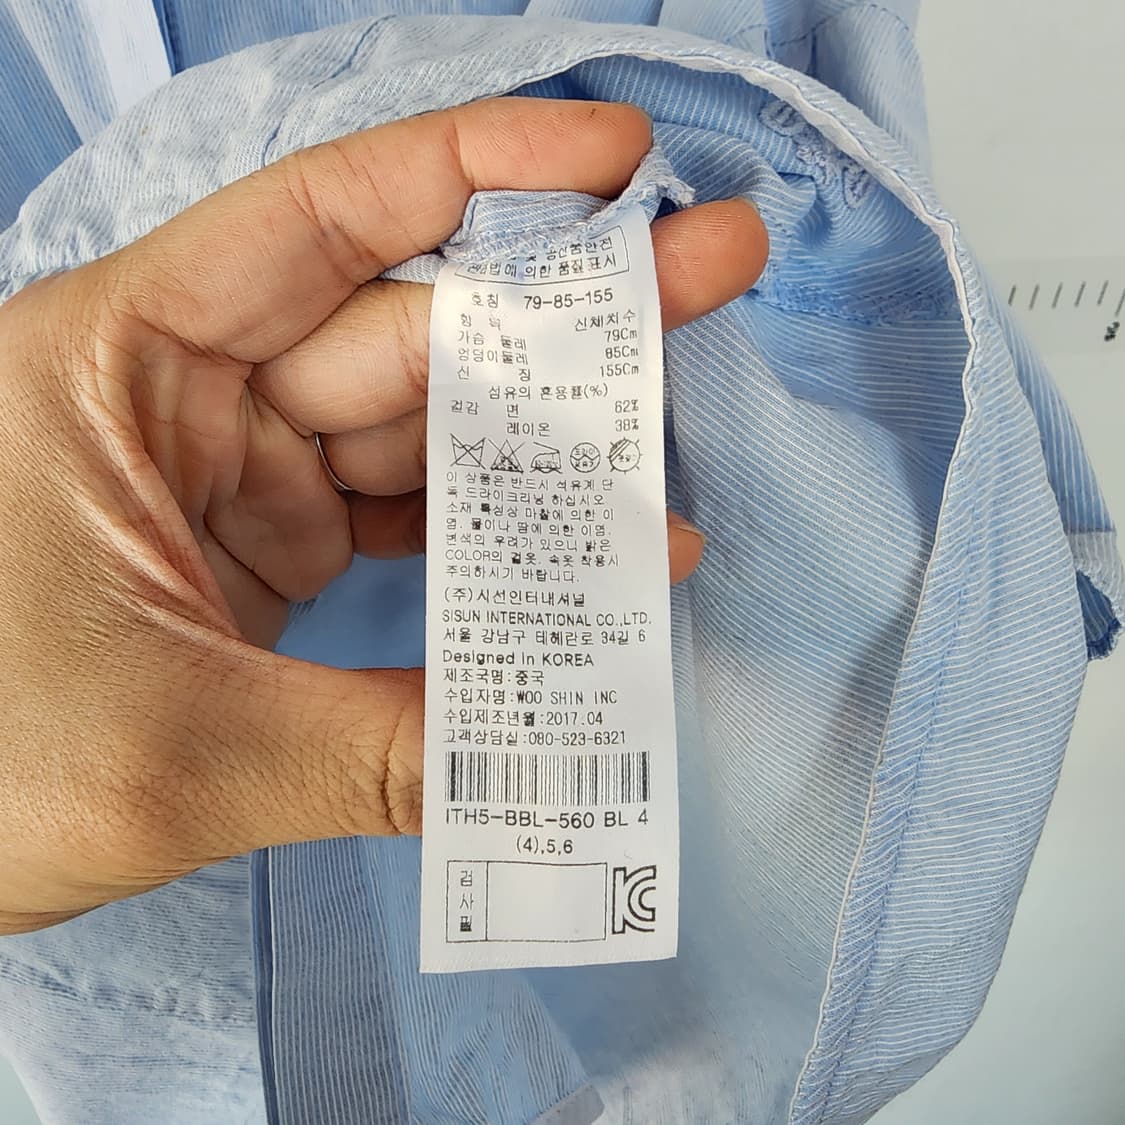 및 공산품안전
관리법에 의한 품질표시
호칭 79-85-155
항 목 신체치수
가슴 둘레 79Cm
엉덩이둘레 85Cm
신 장 155Cm
섬유의 혼용률(%)
겉감 면 62%
레이온 38%
이 상품은 반드시 석유계 단
독 드라이크리닝 하십시오
소재 특성상 마찰에 의한 이
염. 물이나 땀에 의한 이염.
변색의 우려가 있으니 밝은
COLOR의 겉옷. 속옷 착용시
주의하시기 바랍니다.
(주)시선인터내셔널
SISUN INTERNATIONAL CO.,LTD.
서울 강남구 테헤란로 34길 6
Designed in KOREA
제조국명:중국
수입자명:WOO SHIN INC
수입제조년월:2017.04
고객상담실:080-523-6321
ITH5-BBL-560 BL 4
(4),5,6
검
사
필
KC